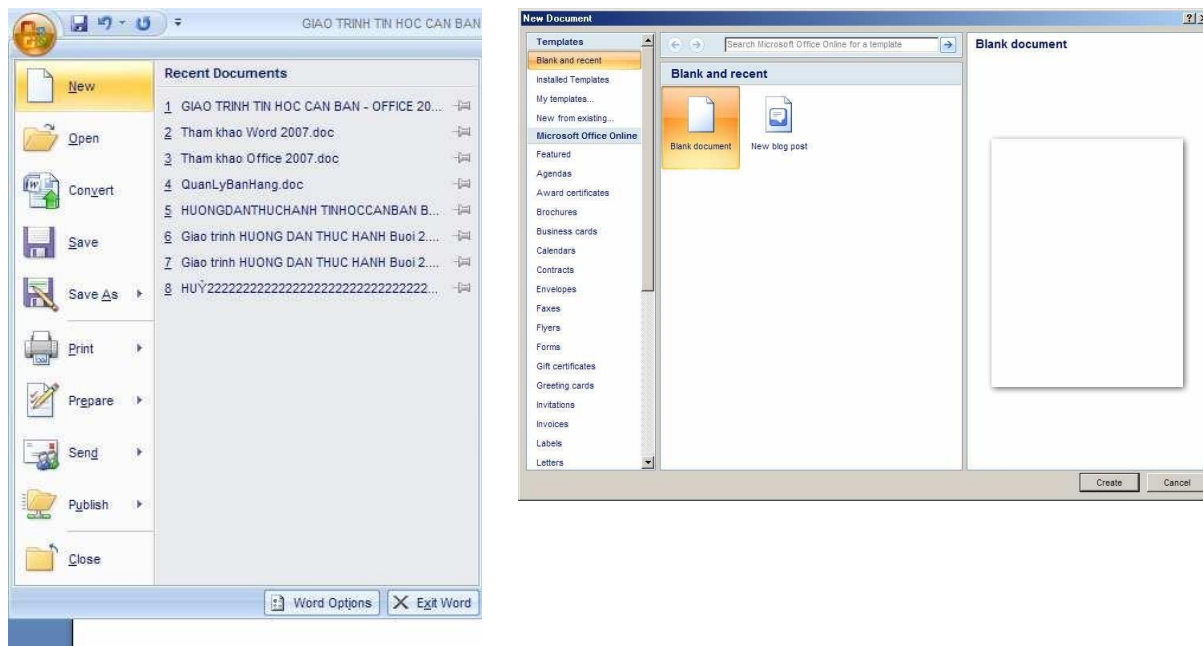 GIAO TRINH TIN HOC CAN BAN
New
Open
Convert
Save
Save As
Print
Prepare
Send
Publish
Close
Recent Documents
1 GIAO TRINH TIN HOC CAN BAN - OFFICE 20...
2 Tham khao Word 2007.doc
3 Tham khao Office 2007.doc
4 QuanLyBanHang.doc
5 HUONGDANTHUCHANH TINHOCCANBAN B...
6 Giao trinh HUONG DAN THUC HANH Buoi 2....
7 Giao trinh HUONG DAN THUC HANH Buoi 2....
8 HUỲ22222222222222222222222222222222...
Word Options
Exit Word
New Document
Templates
Blank and recent
Installed Templates
My templates...
New from existing...
Microsoft Office Online
Featured
Agendas
Award certificates
Brochures
Business cards
Calendars
Contracts
Envelopes
Faxes
Flyers
Forms
Gift certificates
Greeting cards
Invitations
Invoices
Labels
Letters
Search Microsoft Office Online for a template
Blank and recent
Blank document
New blog post
Blank document
Create
Cancel